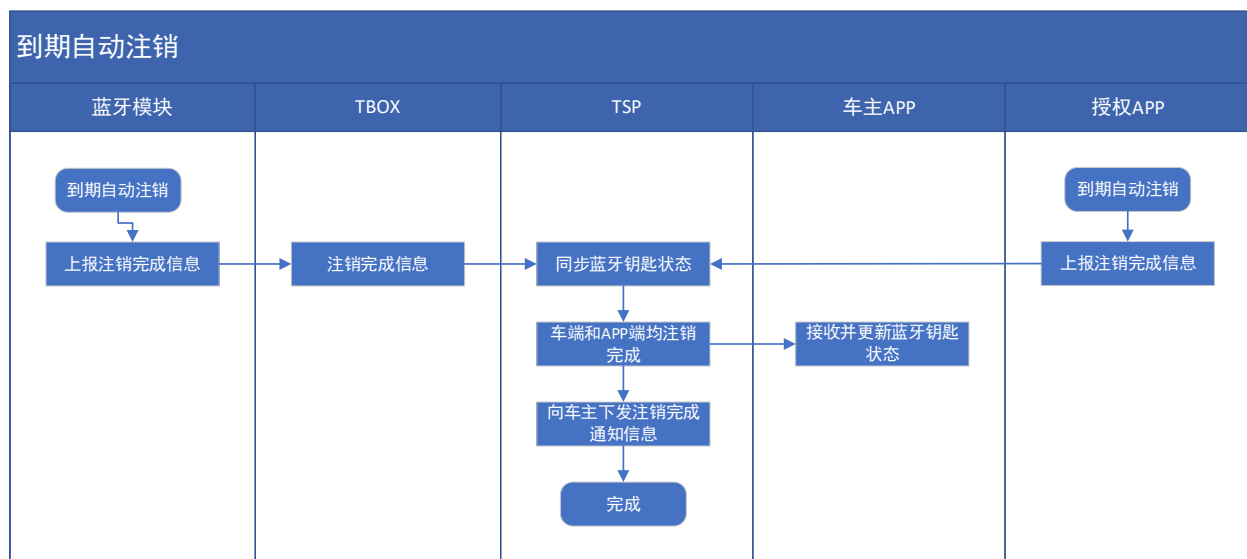 到期自动注销
蓝牙模块
TBOX
TSP
车主APP
授权APP
到期自动注销
到期自动注销
上报注销完成信息
注销完成信息
同步蓝牙钥匙状态
上报注销完成信息
车端和APP端均注销
完成
接收并更新蓝牙钥匙
状态
向车主下发注销完成
通知信息
完成